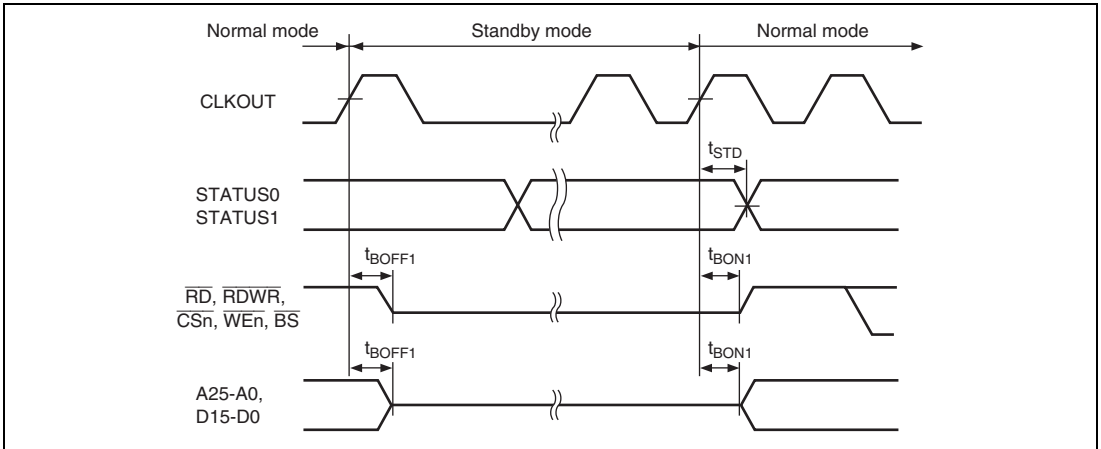 Normal mode Standby mode Normal mode
CLKOUT
tSTD
STATUS0
STATUS1
tBOFF1 tBON1
RD, RDWR,
CSn, WEn, BS
tBOFF1 tBON1
A25-A0,
D15-D0